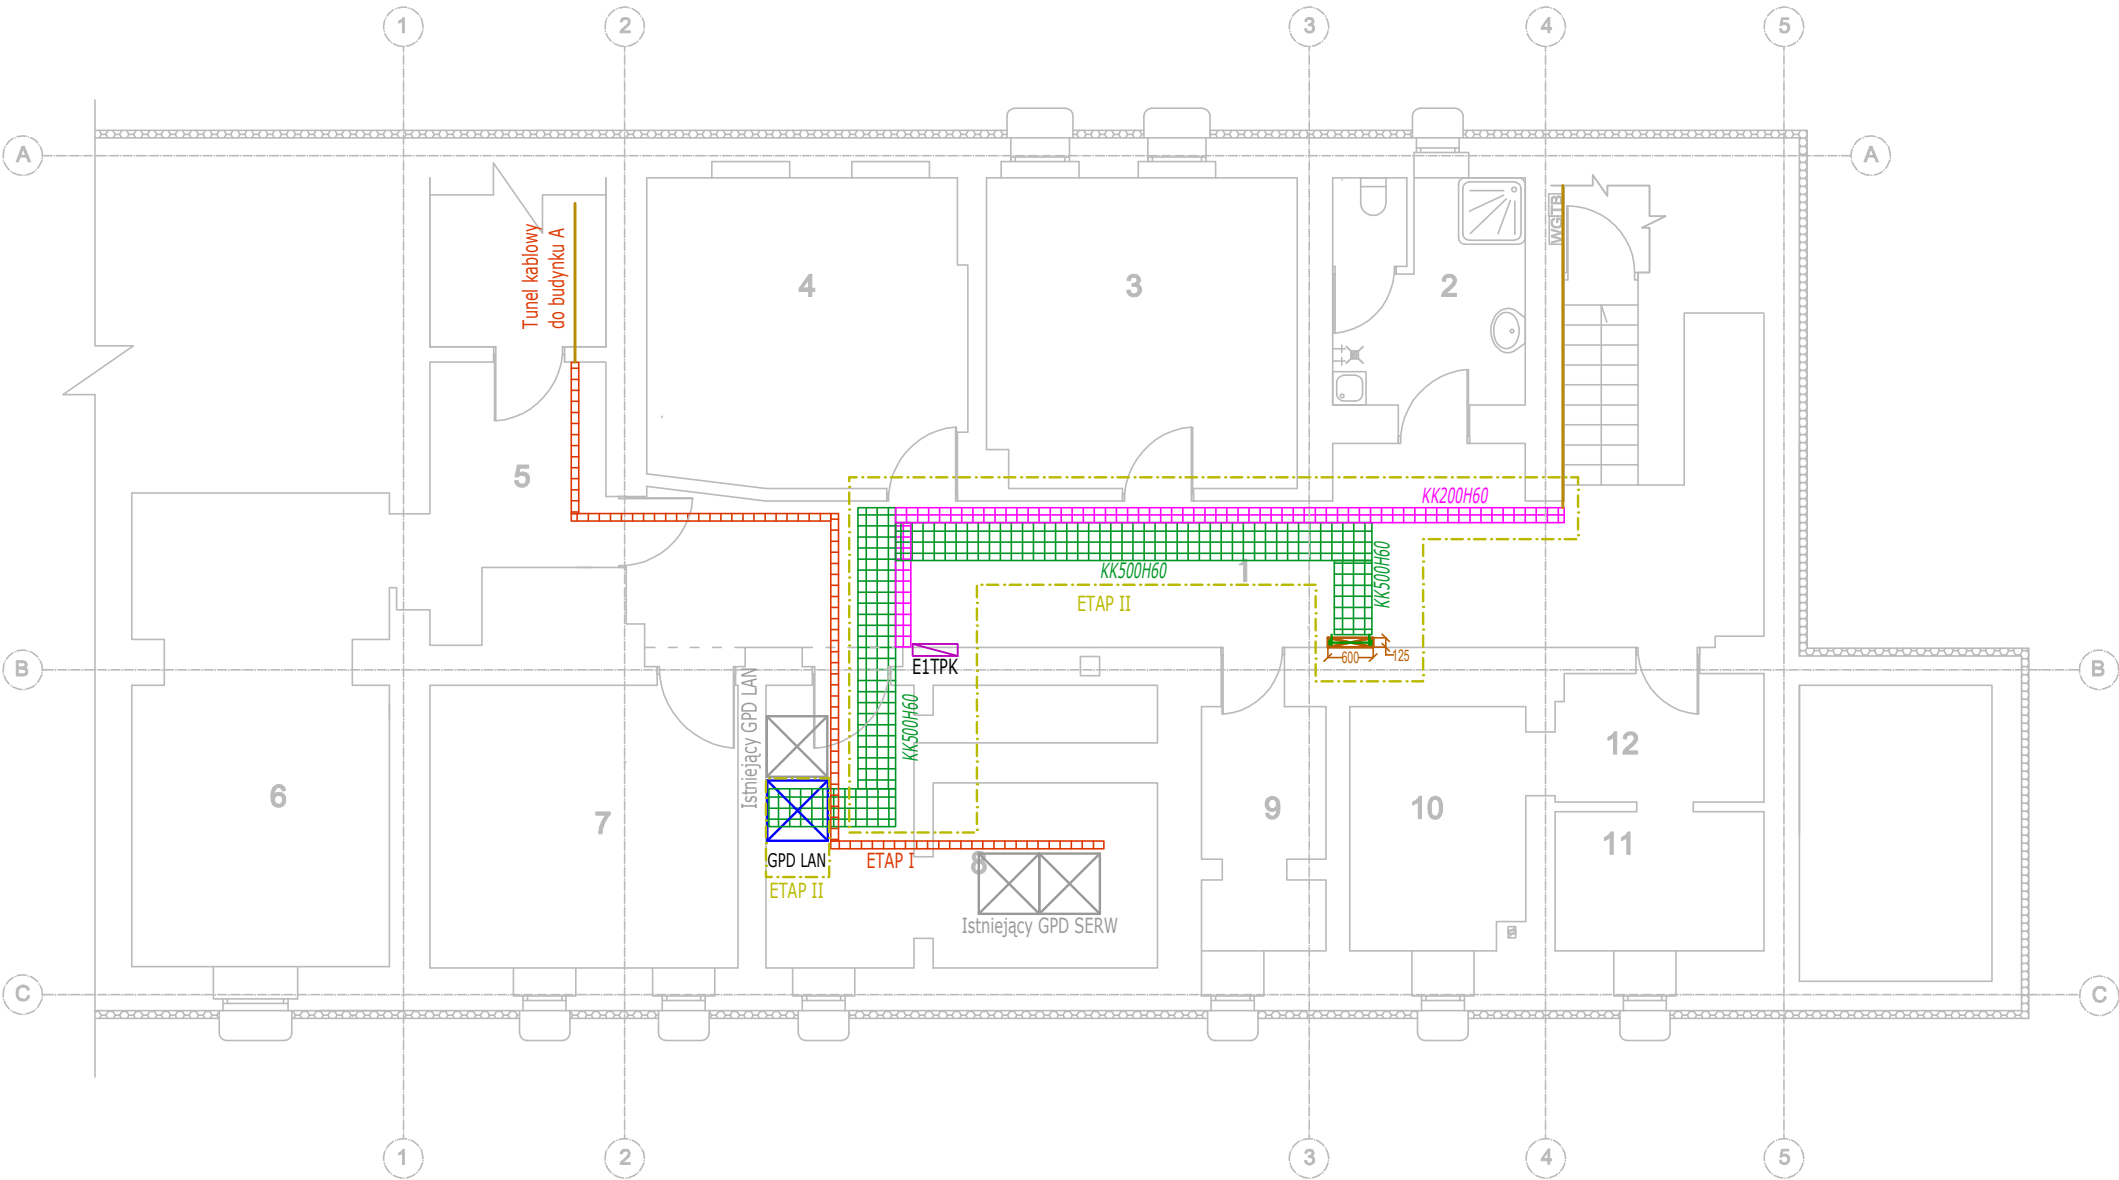 1
2
3
4
5
A
A
WG
TB
Tunel kablowy
do budynku A
4
3
2
5
KK200H60
KK500H60
1
KK500H60
ETAP II
600
125
E1TPK
B
B
Istniejący GPD LAN
KK500H60
6
7
12
9
10
11
GPD LAN
ETAP I
8
ETAP II
Istniejący GPD SERW
C
C
1
2
3
4
5